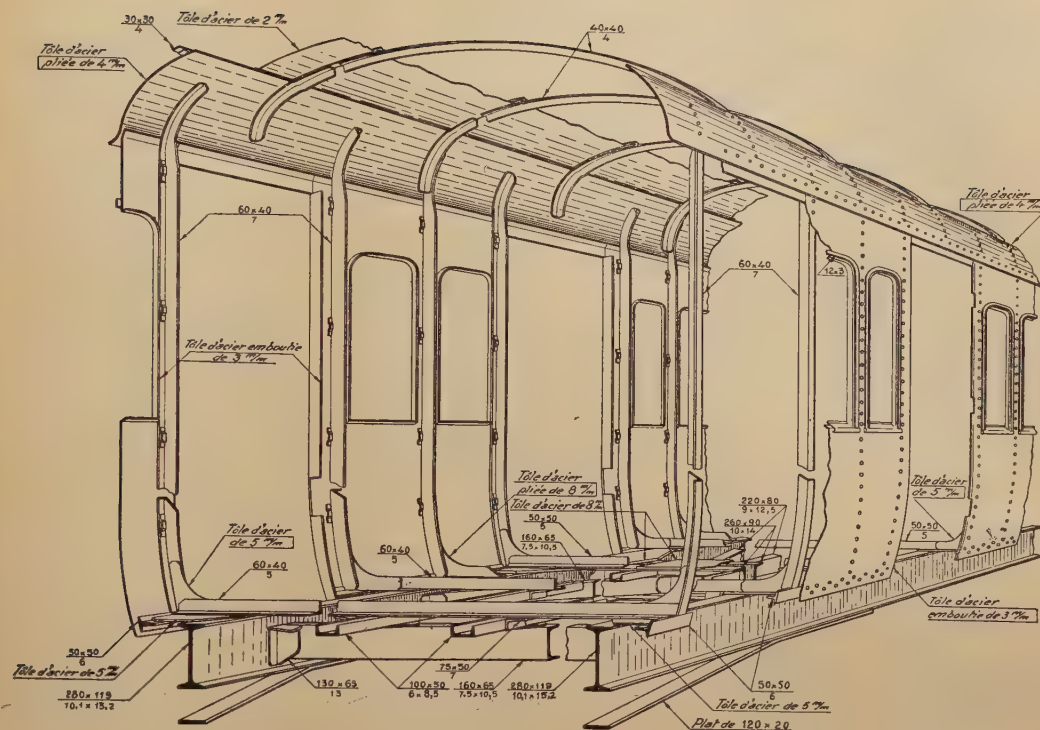 30×30
4
Tôle d'acier de 2 m/m
40×40
4
Tôle d'acier
pliée de 4 m/m
Tôle d'acier
pliée de 4 m/m
60×40
7
60×40
7
12×3
Tôle d'acier emboutie
de 3 m/m
Tôle d'acier
pliée de 8 m/m
Tôle d'acier de 8 m/m
50×50
5
160×65
7.5×10,5
220×80
9×12,5
260×90
10×14
Tôle d'acier
de 5 m/m
50×50
5
Tôle d'acier
de 5 m/m
60×40
5
60×40
5
Tôle d'acier
emboutie de 3 m/m
50×50
6
Tôle d'acier de 5 m/m
280×119
10,1×15,2
130×65
13
100×50
6×8,5
75×50
7
160×65
7.5×10,5
280×119
10,1×15,2
50×50
6
Tôle d'acier de 5 m/m
Plat de 120×20